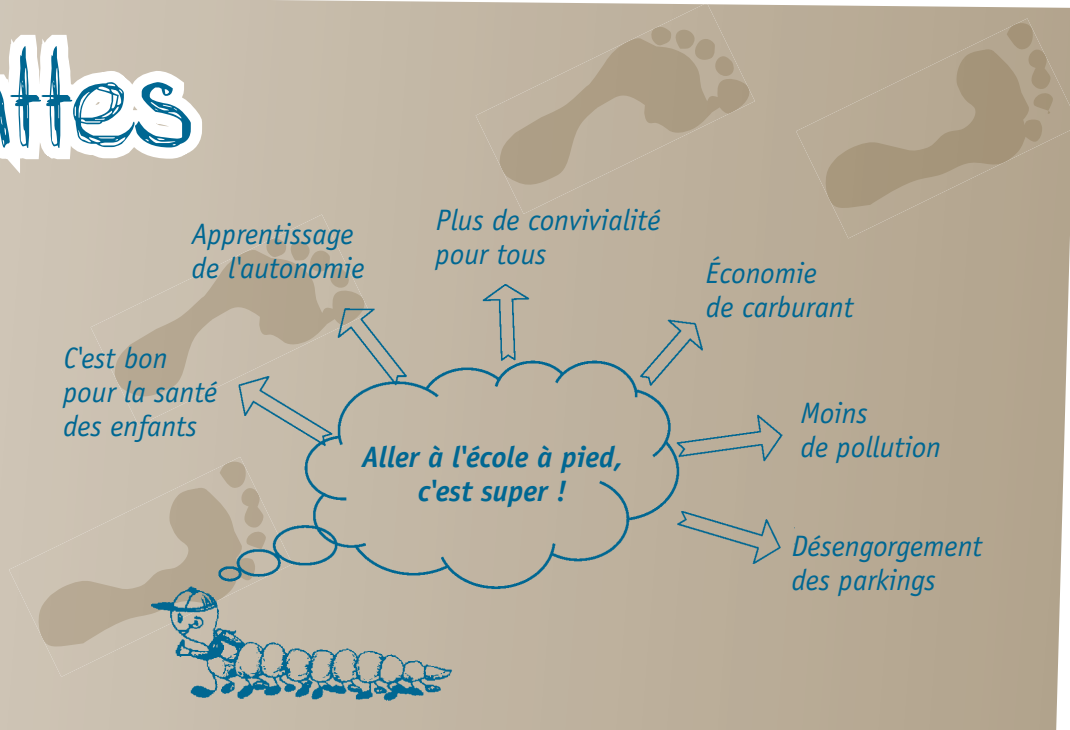 Apprentissage
de l'autonomie
Plus de convivialité
pour tous
Économie
de carburant
C'est bon
pour la santé
des enfants
Moins
de pollution
Aller à l'école à pied,
c'est super !
Désengorgement
des parkings